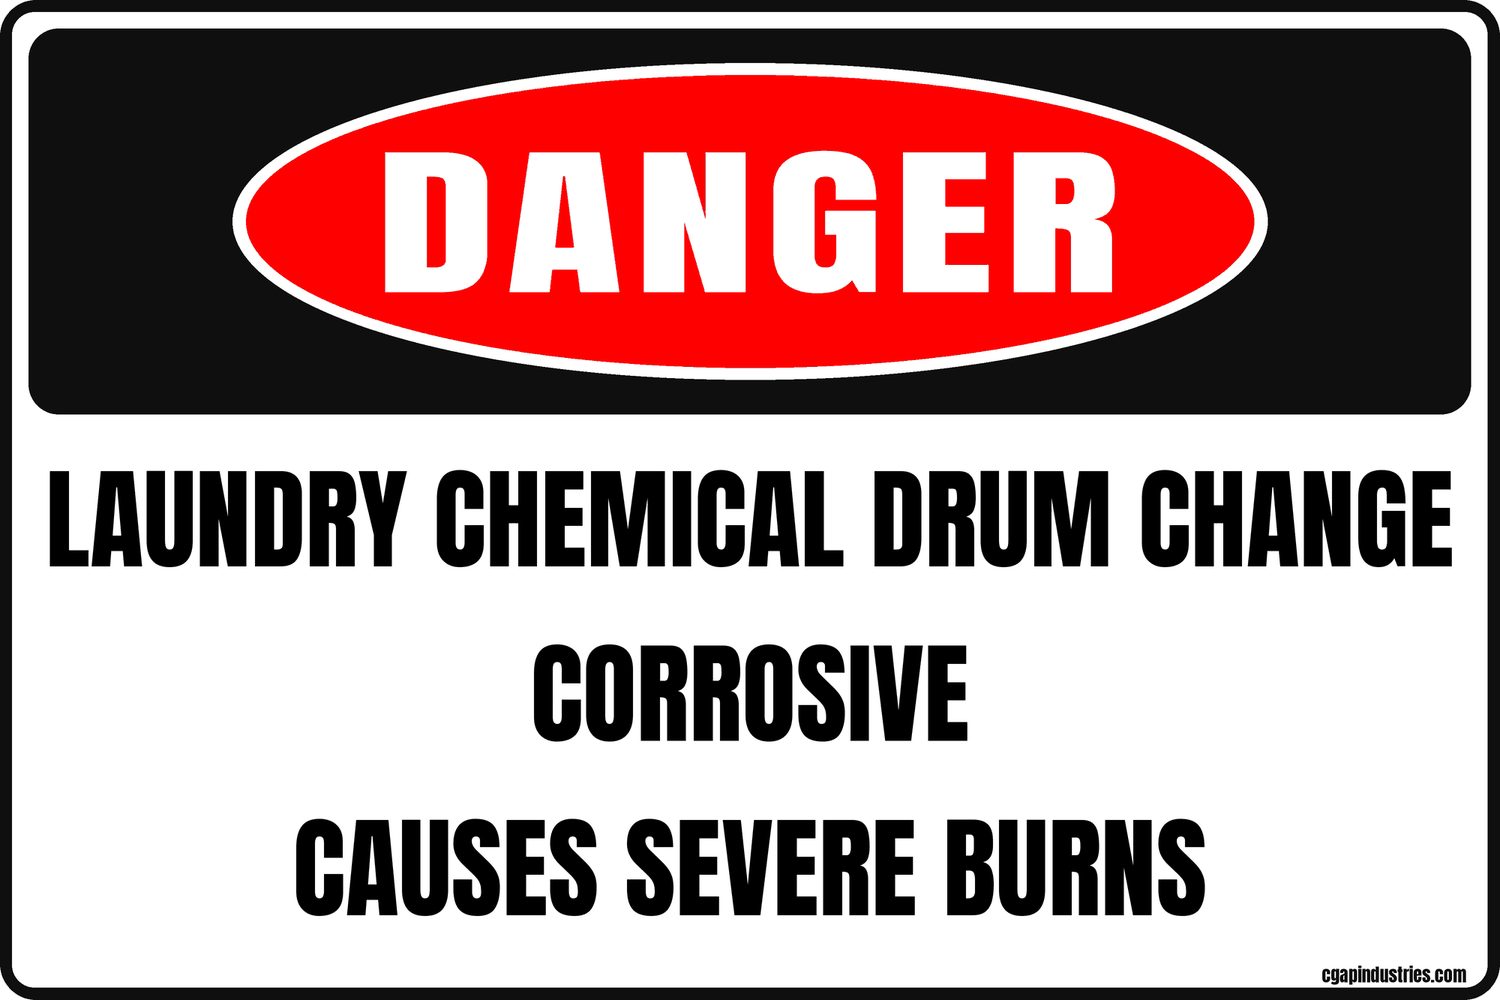 DANGER
LAUNDRY CHEMICAL DRUM CHANGE
CORROSIVE
CAUSES SEVERE BURNS
cgapindustries.com